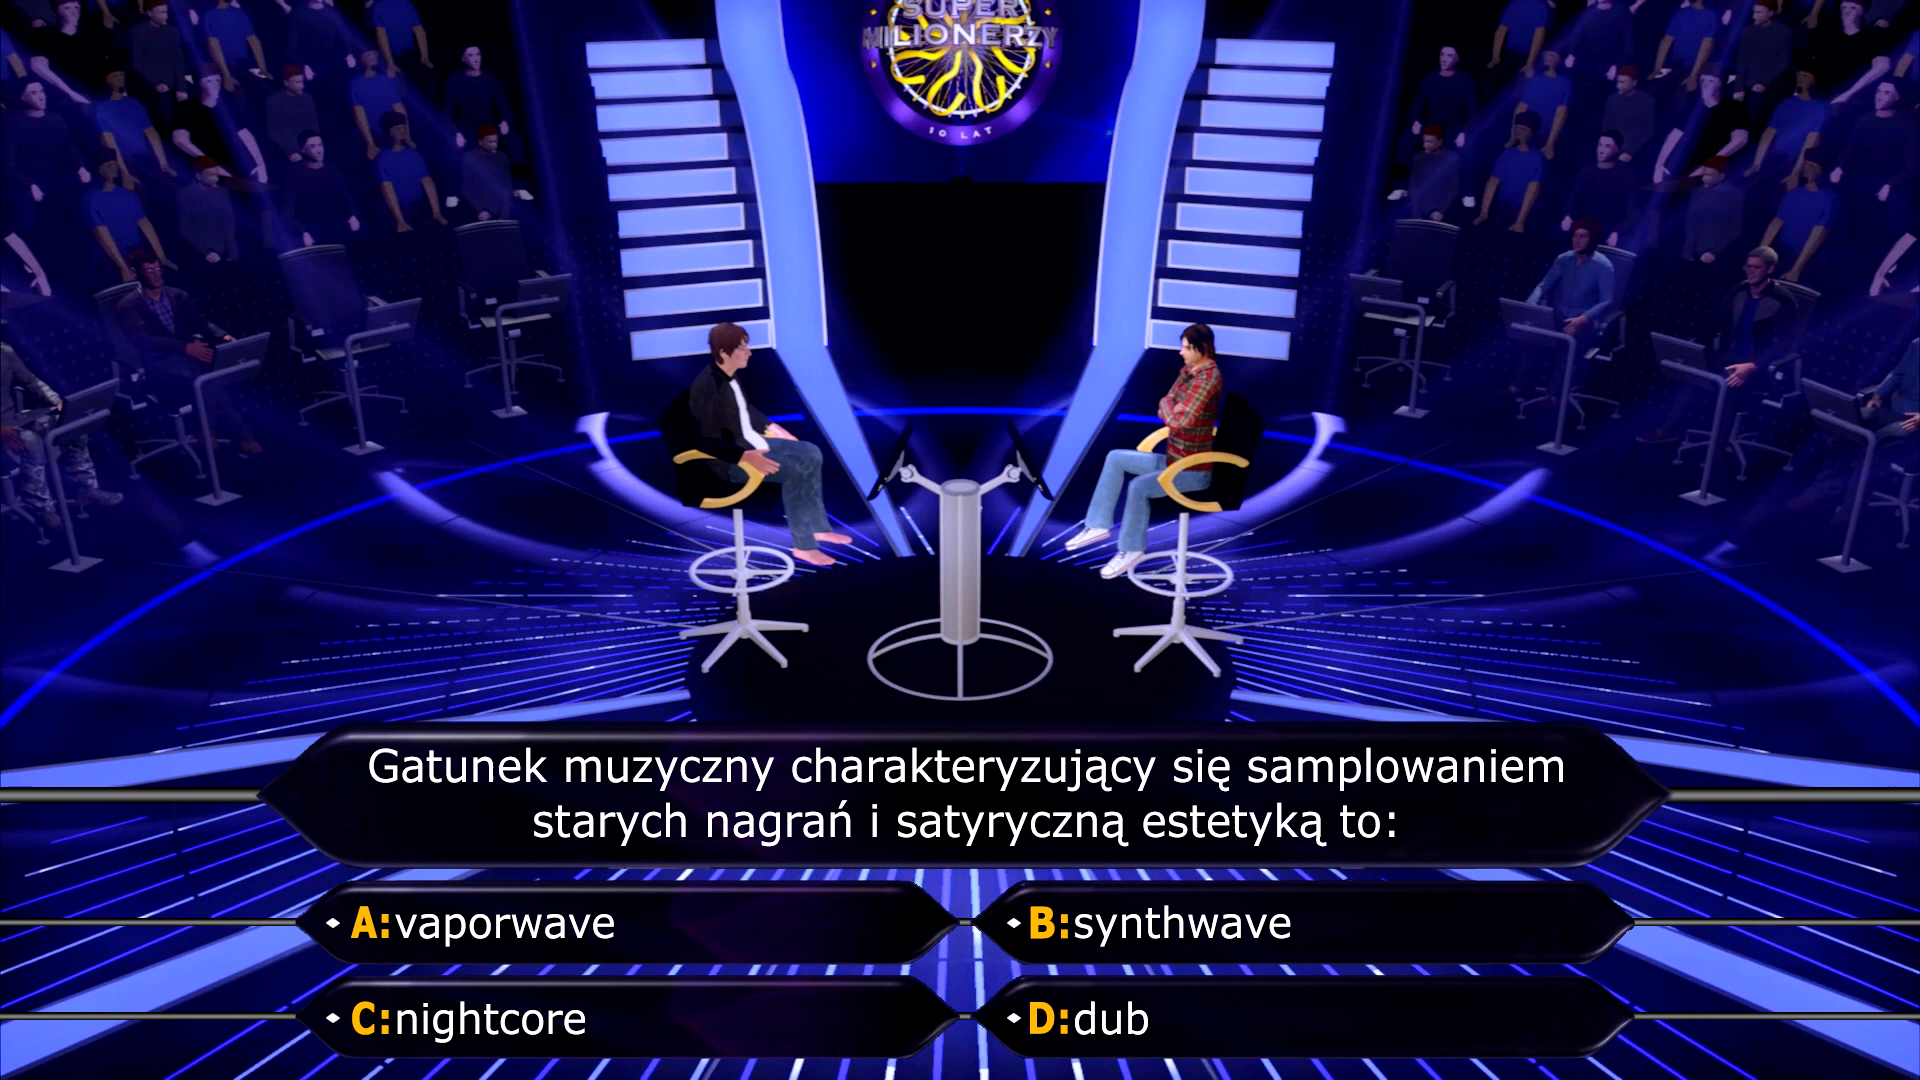 SUPER
MILIONERZY
10 LAT
Gatunek muzyczny charakteryzujący się samplowaniem
starych nagrań i satyryczną estetyką to:
A:vaporwave
B:synthwave
C:nightcore
D:dub